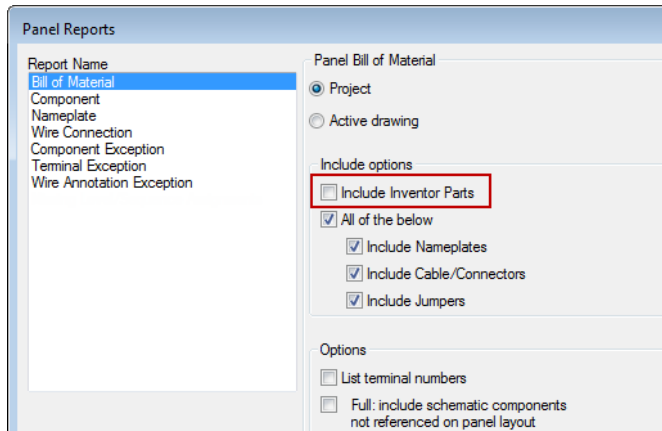 Panel Reports
Report Name
Bill of Material
Component
Nameplate
Wire Connection
Component Exception
Terminal Exception
Wire Annotation Exception
Panel Bill of Material
Project
Active drawing
Include options
Include Inventor Parts
All of the below
Include Nameplates
Include Cable/Connectors
Include Jumpers
Options
List terminal numbers
Full: include schematic components
not referenced on panel layout